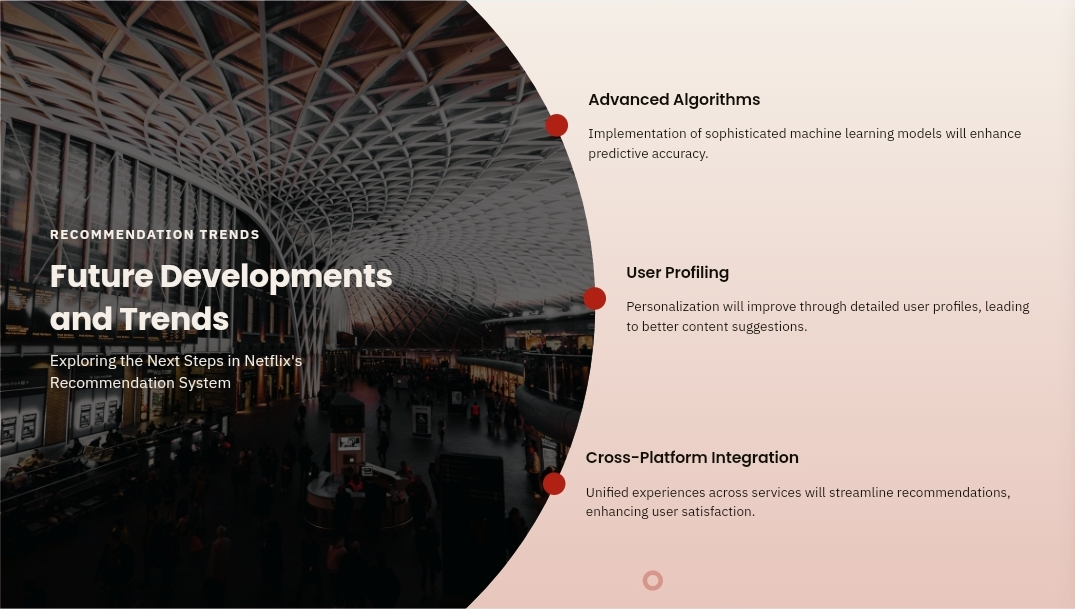 RECOMMENDATION TRENDS
Future Developments
and Trends
Exploring the Next Steps in Netflix's
Recommendation System
Advanced Algorithms
Implementation of sophisticated machine learning models will enhance
predictive accuracy.
User Profiling
Personalization will improve through detailed user profiles, leading
to better content suggestions.
Cross-Platform Integration
Unified experiences across services will streamline recommendations,
enhancing user satisfaction.